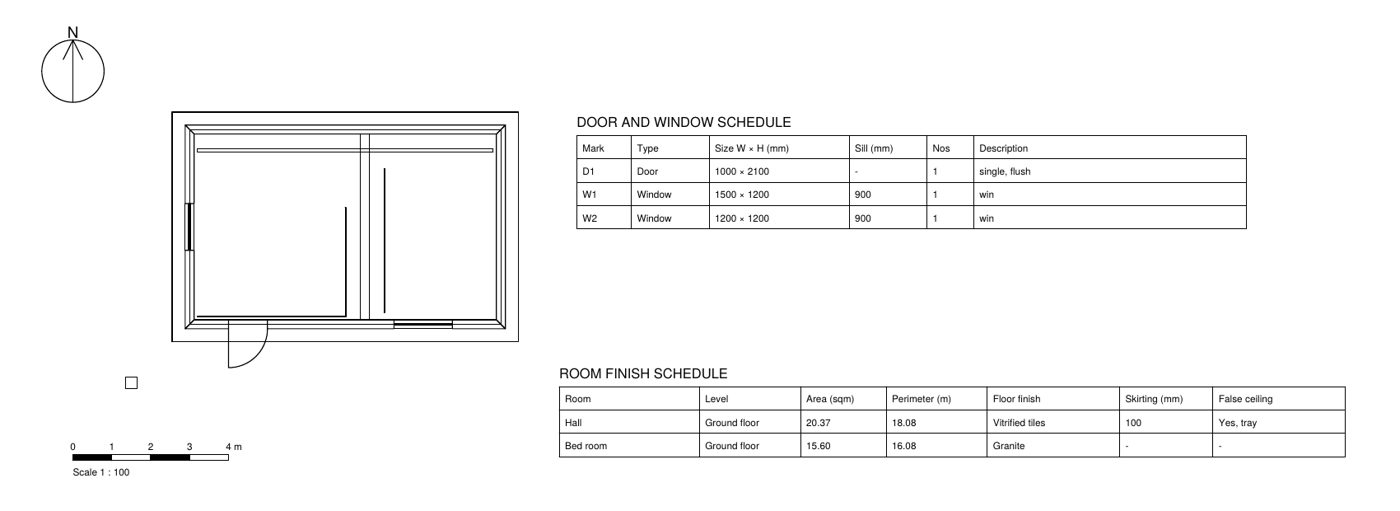 N
DOOR AND WINDOW SCHEDULE
Mark Type Size W × H (mm) Sill (mm) Nos Description
D1 Door 1000 × 2100 - 1 single, flush
W1 Window 1500 × 1200 900 1 win
W2 Window 1200 × 1200 900 1 win
ROOM FINISH SCHEDULE
Room Level Area (sqm) Perimeter (m) Floor finish Skirting (mm) False ceiling
Hall Ground floor 20.37 18.08 Vitrified tiles 100 Yes, tray
Bed room Ground floor 15.60 16.08 Granite - -
0 1 2 3 4 m
Scale 1 : 100